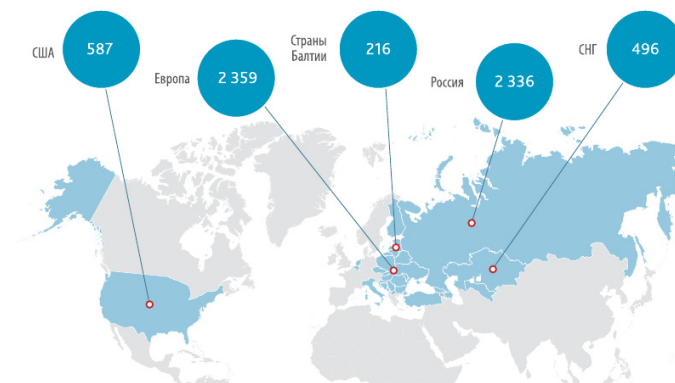 США
587
Европа
2 359
Страны
Балтии
216
Россия
2 336
СНГ
496